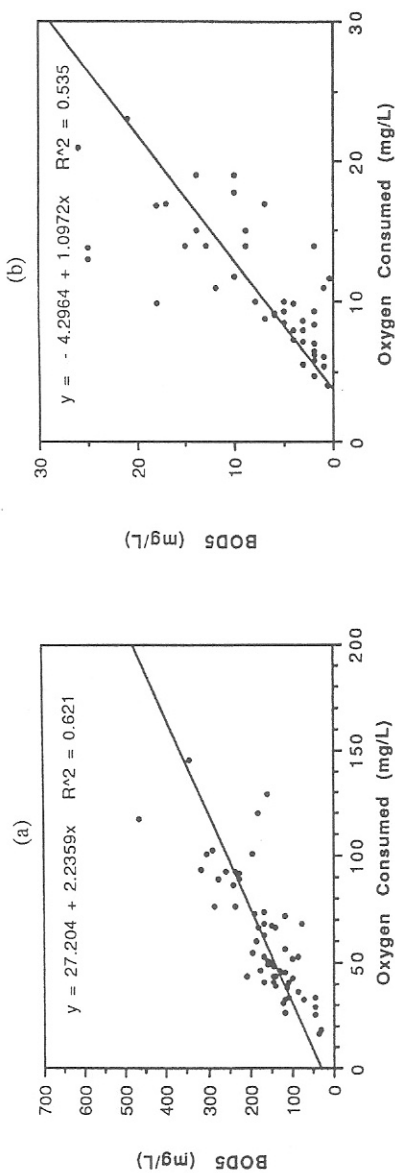 (a)
y = 27.204 + 2.2359x R^2 = 0.621
700
600
500
400
300
200
100
0
BOD5 (mg/L)
0 50 100 150 200
Oxygen Consumed (mg/L)
(b)
y = - 4.2964 + 1.0972x R^2 = 0.535
30
20
10
0
BOD5 (mg/L)
0 10 20 30
Oxygen Consumed (mg/L)